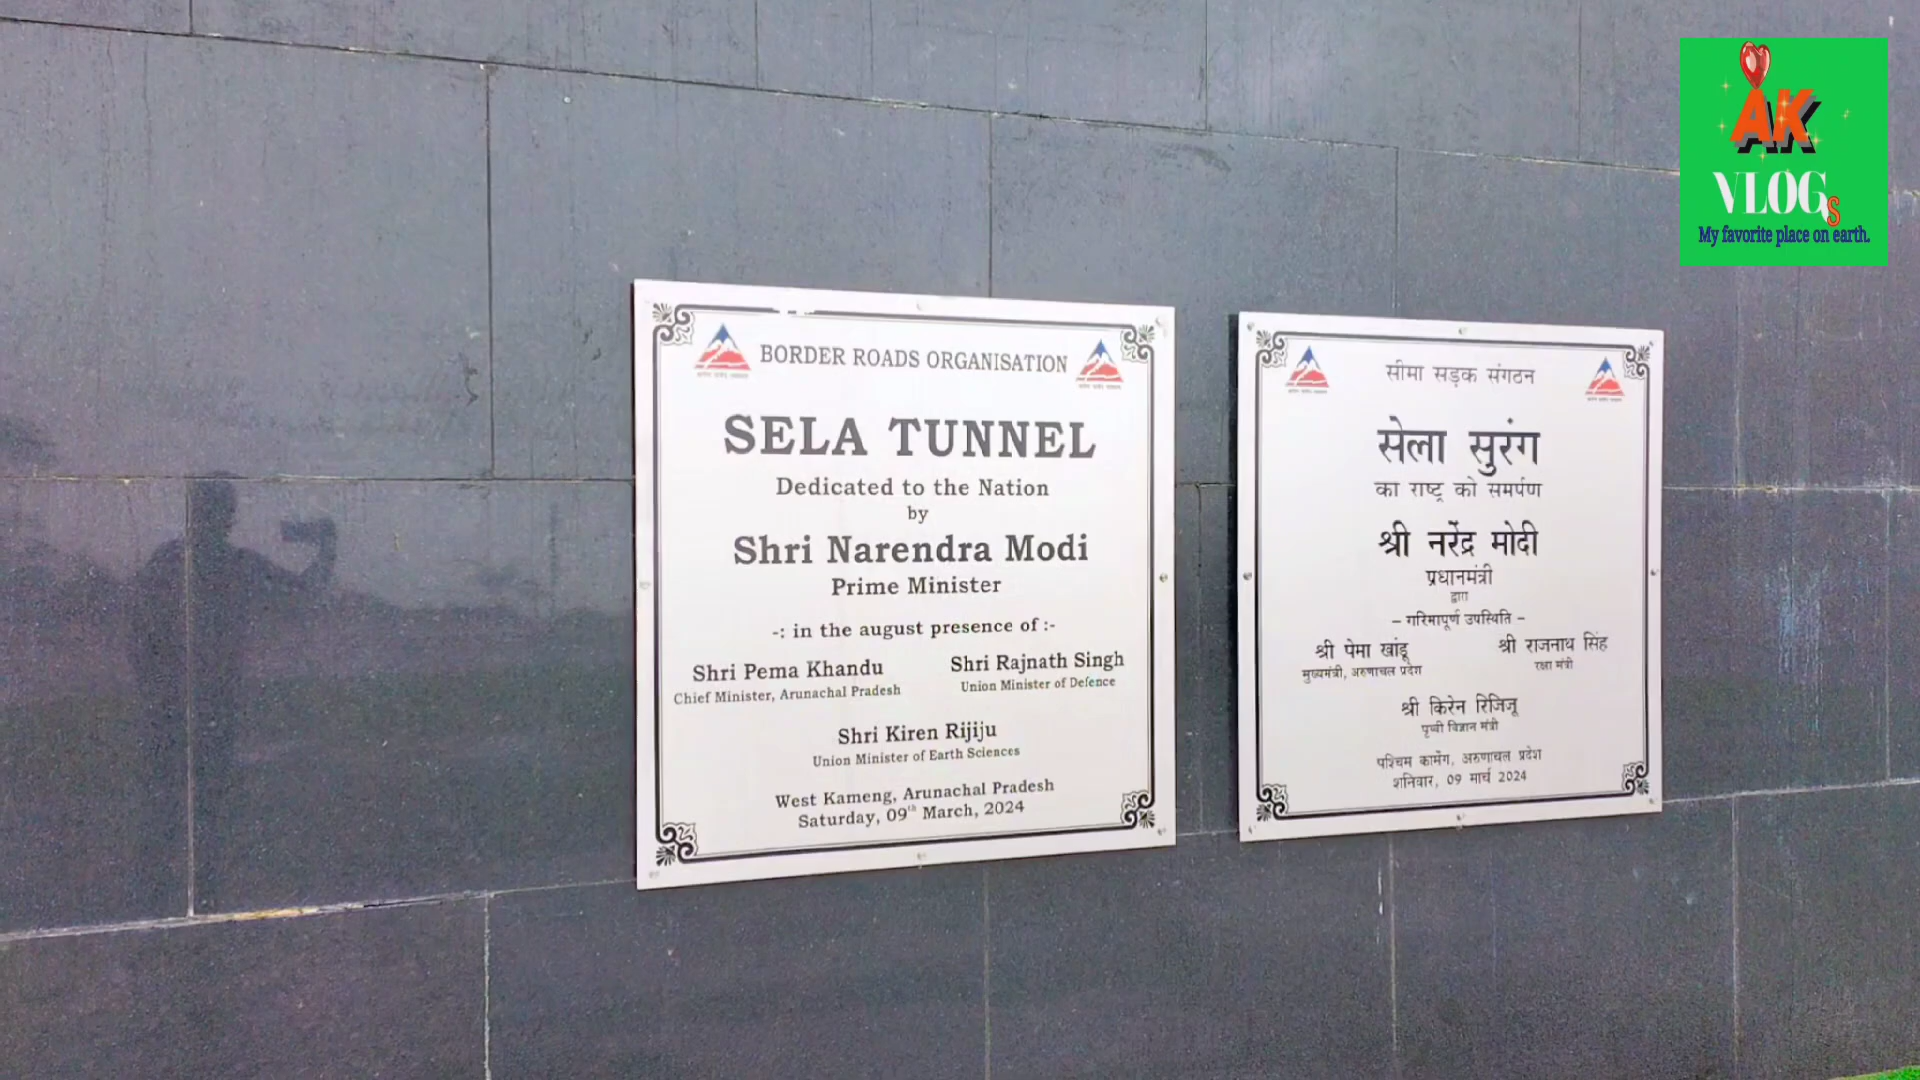 BORDER ROADS ORGANISATION
SELA TUNNEL
Dedicated to the Nation
by
Shri Narendra Modi
Prime Minister
-: in the august presence of :-
Shri Pema Khandu
Chief Minister, Arunachal Pradesh
Shri Rajnath Singh
Union Minister of Defence
Shri Kiren Rijiju
Union Minister of Earth Sciences
West Kameng, Arunachal Pradesh
Saturday, 09th March, 2024
सीमा सड़क संगठन
सेला सुरंग
का राष्ट्र को समर्पण
श्री नरेंद्र मोदी
प्रधानमंत्री
द्वारा
– गरिमापूर्ण उपस्थिति –
श्री पेमा खांडू
मुख्यमंत्री, अरुणाचल प्रदेश
श्री राजनाथ सिंह
रक्षा मंत्री
श्री किरेन रिजिजू
पृथ्वी विज्ञान मंत्री
पश्चिम कामेंग, अरुणाचल प्रदेश
शनिवार, 09 मार्च 2024
AK
VLOGs
My favorite place on earth.